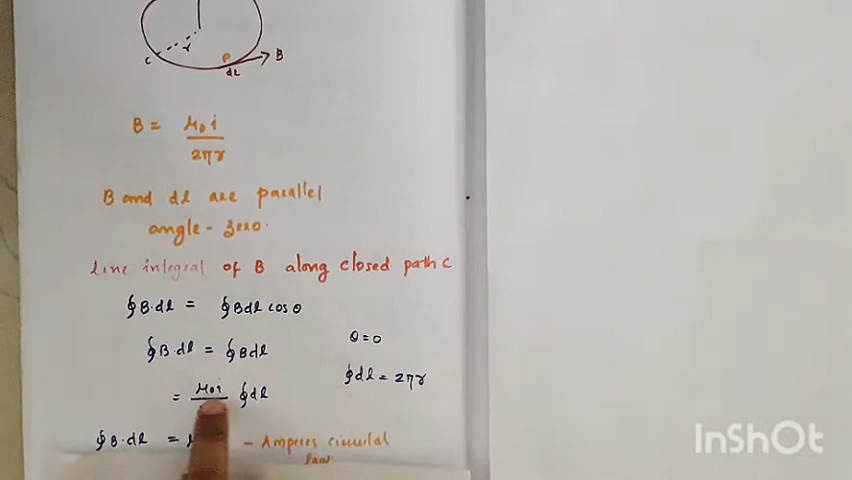 r
C
P
dl
B
B = μ₀i
2πr
B and dl are parallel
angle - zero.
line integral of B along closed path C
∮B·dl = ∮Bdl cos θ
θ=0
∮B·dl = ∮Bdl
∮dl = 2πr
= μ₀i ∮dl
∮B·dl = - Amperes circuital
law
InShOt